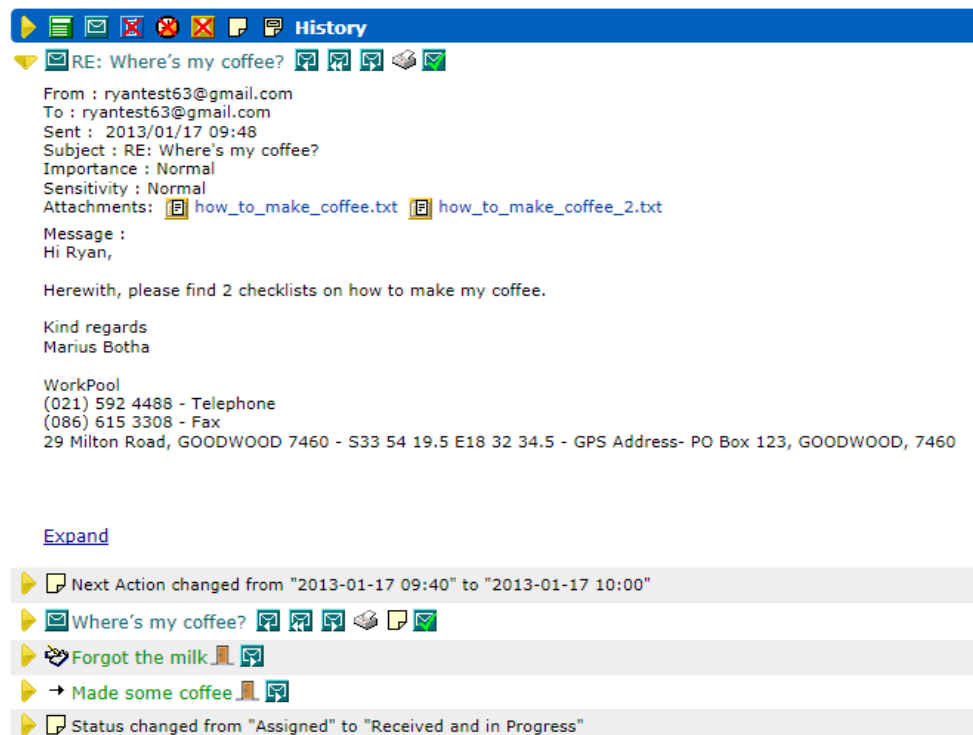 History
RE: Where's my coffee?
From : ryantest63@gmail.com
To : ryantest63@gmail.com
Sent :  2013/01/17 09:48
Subject : RE: Where's my coffee?
Importance : Normal
Sensitivity : Normal
Attachments: how_to_make_coffee.txt how_to_make_coffee_2.txt
Message :
Hi Ryan,
Herewith, please find 2 checklists on how to make my coffee.
Kind regards
Marius Botha
WorkPool
(021) 592 4488 - Telephone
(086) 615 3308 - Fax
29 Milton Road, GOODWOOD 7460 - S33 54 19.5 E18 32 34.5 - GPS Address- PO Box 123, GOODWOOD, 7460
Expand
Next Action changed from "2013-01-17 09:40" to "2013-01-17 10:00"
Where's my coffee?
Forgot the milk
Made some coffee
Status changed from "Assigned" to "Received and in Progress"